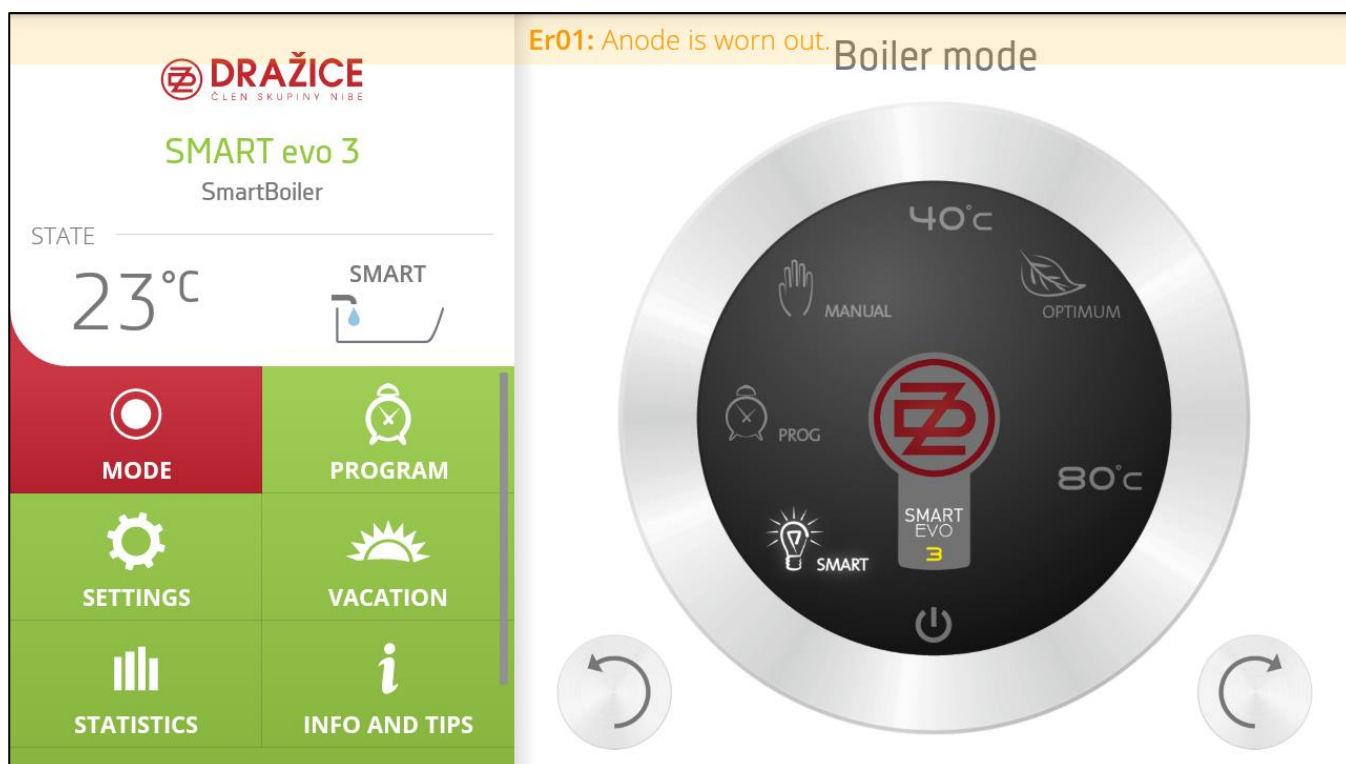 Er01: Anode is worn out.
DRAŽICE
ČLEN SKUPINY NIBE
SMART evo 3
SmartBoiler
STATE
23°C
SMART
MODE
PROGRAM
SETTINGS
VACATION
STATISTICS
INFO AND TIPS
Boiler mode
40°C
MANUAL
OPTIMUM
PROG
80°C
SMART
EVO
3
SMART